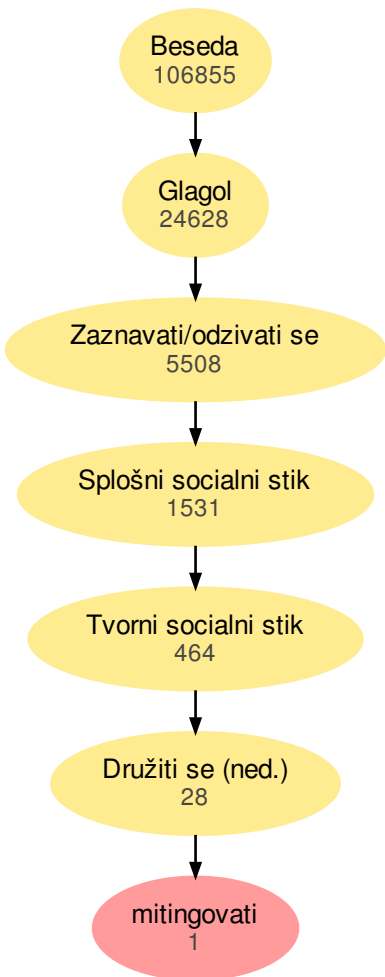 Beseda
106855
Glagol
24628
Zaznavati/odzivati se
5508
Splošni socialni stik
1531
Tvorni socialni stik
464
Družiti se (ned.)
28
mitingovati
1